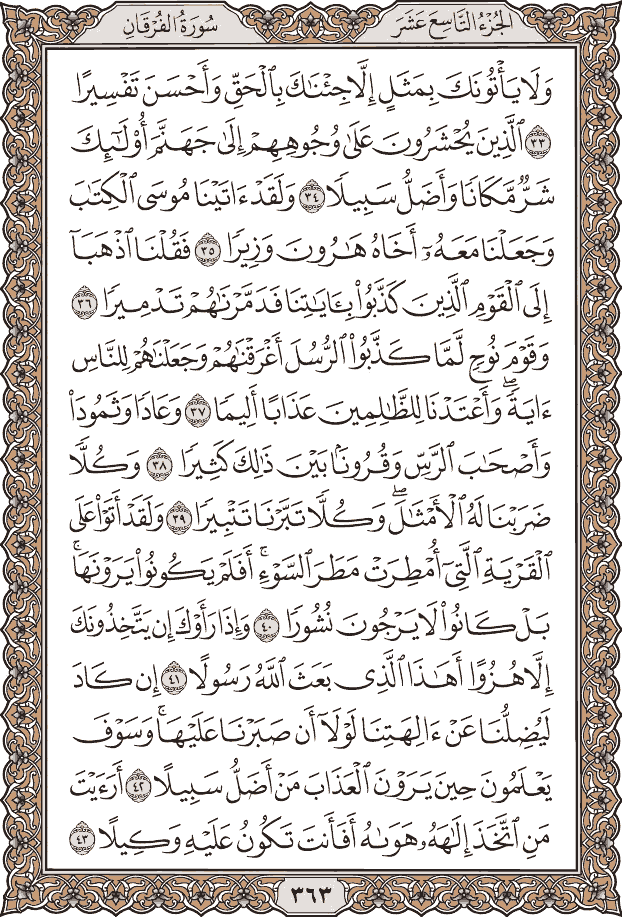 الجُزْءُ التَّاسِعَ عَشَرَ
سُورَةُ الفُرْقَانِ
وَلَا يَأْتُونَكَ بِمَثَلٍ إِلَّا جِئْنَٰكَ بِٱلْحَقِّ وَأَحْسَنَ تَفْسِيرًا
٣٣ ٱلَّذِينَ يُحْشَرُونَ عَلَىٰ وُجُوهِهِمْ إِلَىٰ جَهَنَّمَ أُو۟لَٰٓئِكَ
شَرٌّ مَّكَانًا وَأَضَلُّ سَبِيلًا ٣٤ وَلَقَدْ ءَاتَيْنَا مُوسَى ٱلْكِتَٰبَ
وَجَعَلْنَا مَعَهُۥٓ أَخَاهُ هَٰرُونَ وَزِيرًا ٣٥ فَقُلْنَا ٱذْهَبَآ
إِلَى ٱلْقَوْمِ ٱلَّذِينَ كَذَّبُوا۟ بِـَٔايَٰتِنَا فَدَمَّرْنَٰهُمْ تَدْمِيرًا ٣٦
وَقَوْمَ نُوحٍ لَّمَّا كَذَّبُوا۟ ٱلرُّسُلَ أَغْرَقْنَٰهُمْ وَجَعَلْنَٰهُمْ لِلنَّاسِ
ءَايَةً ۖ وَأَعْتَدْنَا لِلظَّٰلِمِينَ عَذَابًا أَلِيمًا ٣٧ وَعَادًا وَثَمُودَا۟
وَأَصْحَٰبَ ٱلرَّسِّ وَقُرُونًۢا بَيْنَ ذَٰلِكَ كَثِيرًا ٣٨ وَكُلًّا
ضَرَبْنَا لَهُ ٱلْأَمْثَٰلَ ۖ وَكُلًّا تَبَّرْنَا تَتْبِيرًا ٣٩ وَلَقَدْ أَتَوْا۟ عَلَى
ٱلْقَرْيَةِ ٱلَّتِىٓ أُمْطِرَتْ مَطَرَ ٱلسَّوْءِ ۚ أَفَلَمْ يَكُونُوا۟ يَرَوْنَهَا ۚ
بَلْ كَانُوا۟ لَا يَرْجُونَ نُشُورًا ٤٠ وَإِذَا رَأَوْكَ إِن يَتَّخِذُونَكَ
إِلَّا هُزُوًا أَهَٰذَا ٱلَّذِى بَعَثَ ٱللَّهُ رَسُولًا ٤١ إِن كَادَ
لَيُضِلُّنَا عَنْ ءَالِهَتِنَا لَوْلَآ أَن صَبَرْنَا عَلَيْهَا ۚ وَسَوْفَ
يَعْلَمُونَ حِينَ يَرَوْنَ ٱلْعَذَابَ مَنْ أَضَلُّ سَبِيلًا ٤٢ أَرَءَيْتَ
مَنِ ٱتَّخَذَ إِلَٰهَهُۥ هَوَىٰهُ أَفَأَنتَ تَكُونُ عَلَيْهِ وَكِيلًا ٤٣
٣٦٣